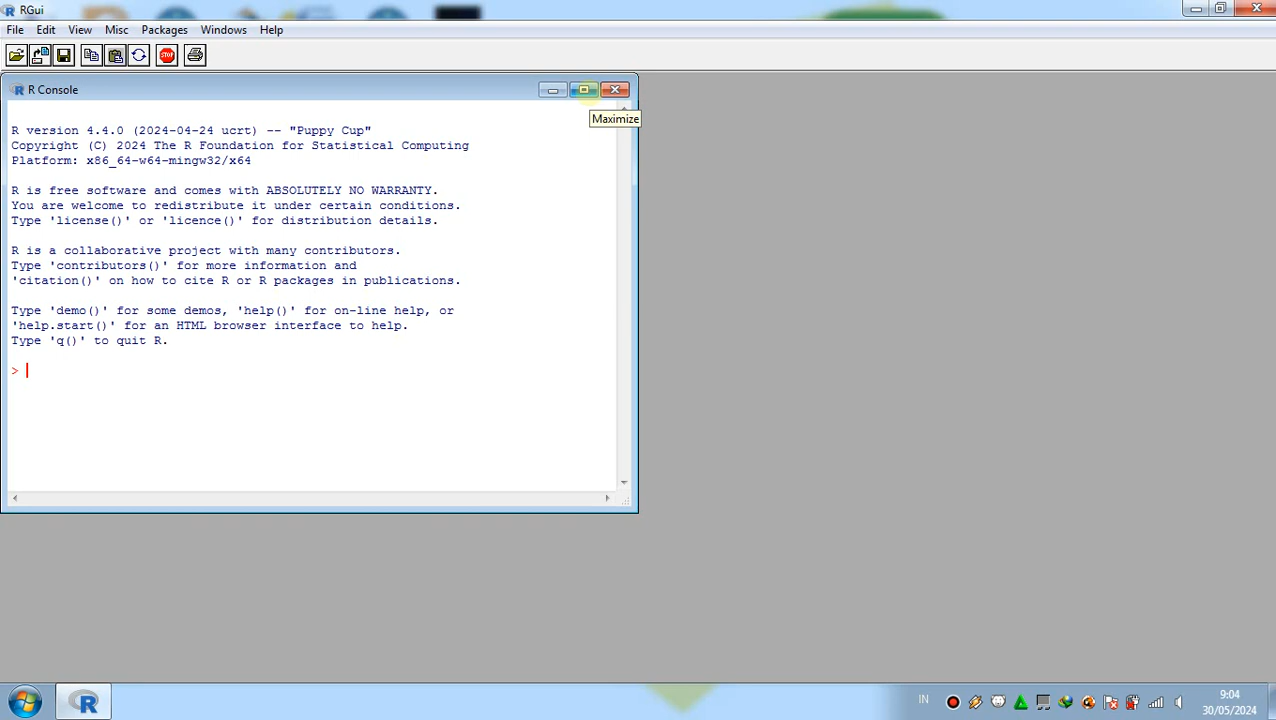 RGui
File Edit View Misc Packages Windows Help
STOP
R Console
Maximize
R version 4.4.0 (2024-04-24 ucrt) -- "Puppy Cup"
Copyright (C) 2024 The R Foundation for Statistical Computing
Platform: x86_64-w64-mingw32/x64
R is free software and comes with ABSOLUTELY NO WARRANTY.
You are welcome to redistribute it under certain conditions.
Type 'license()' or 'licence()' for distribution details.
R is a collaborative project with many contributors.
Type 'contributors()' for more information and
'citation()' on how to cite R or R packages in publications.
Type 'demo()' for some demos, 'help()' for on-line help, or
'help.start()' for an HTML browser interface to help.
Type 'q()' to quit R.
>
IN
9:04
30/05/2024